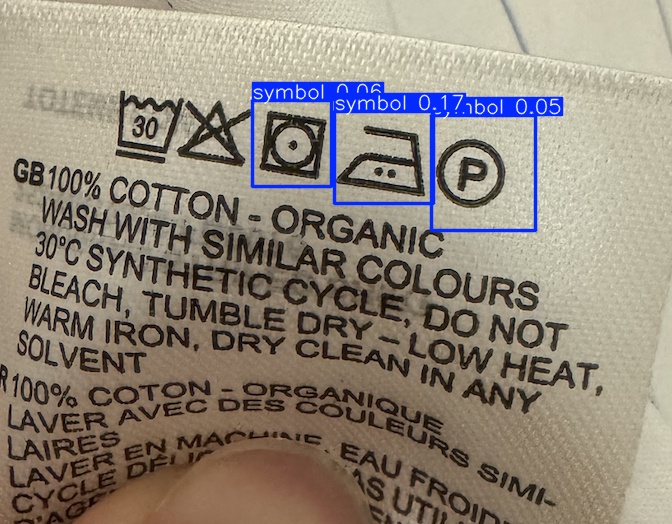 symbol 0.06
symbol 0.17
symbol 0.05
30
P
GB 100% COTTON - ORGANIC
WASH WITH SIMILAR COLOURS
30°C SYNTHETIC CYCLE, DO NOT
BLEACH, TUMBLE DRY – LOW HEAT,
WARM IRON, DRY CLEAN IN ANY
SOLVENT
R 100% COTON - ORGANIQUE
LAVER AVEC DES COULEURS SIMI-
LAIRES
LAVER EN MACHINE, EAU FROID
CYCLE